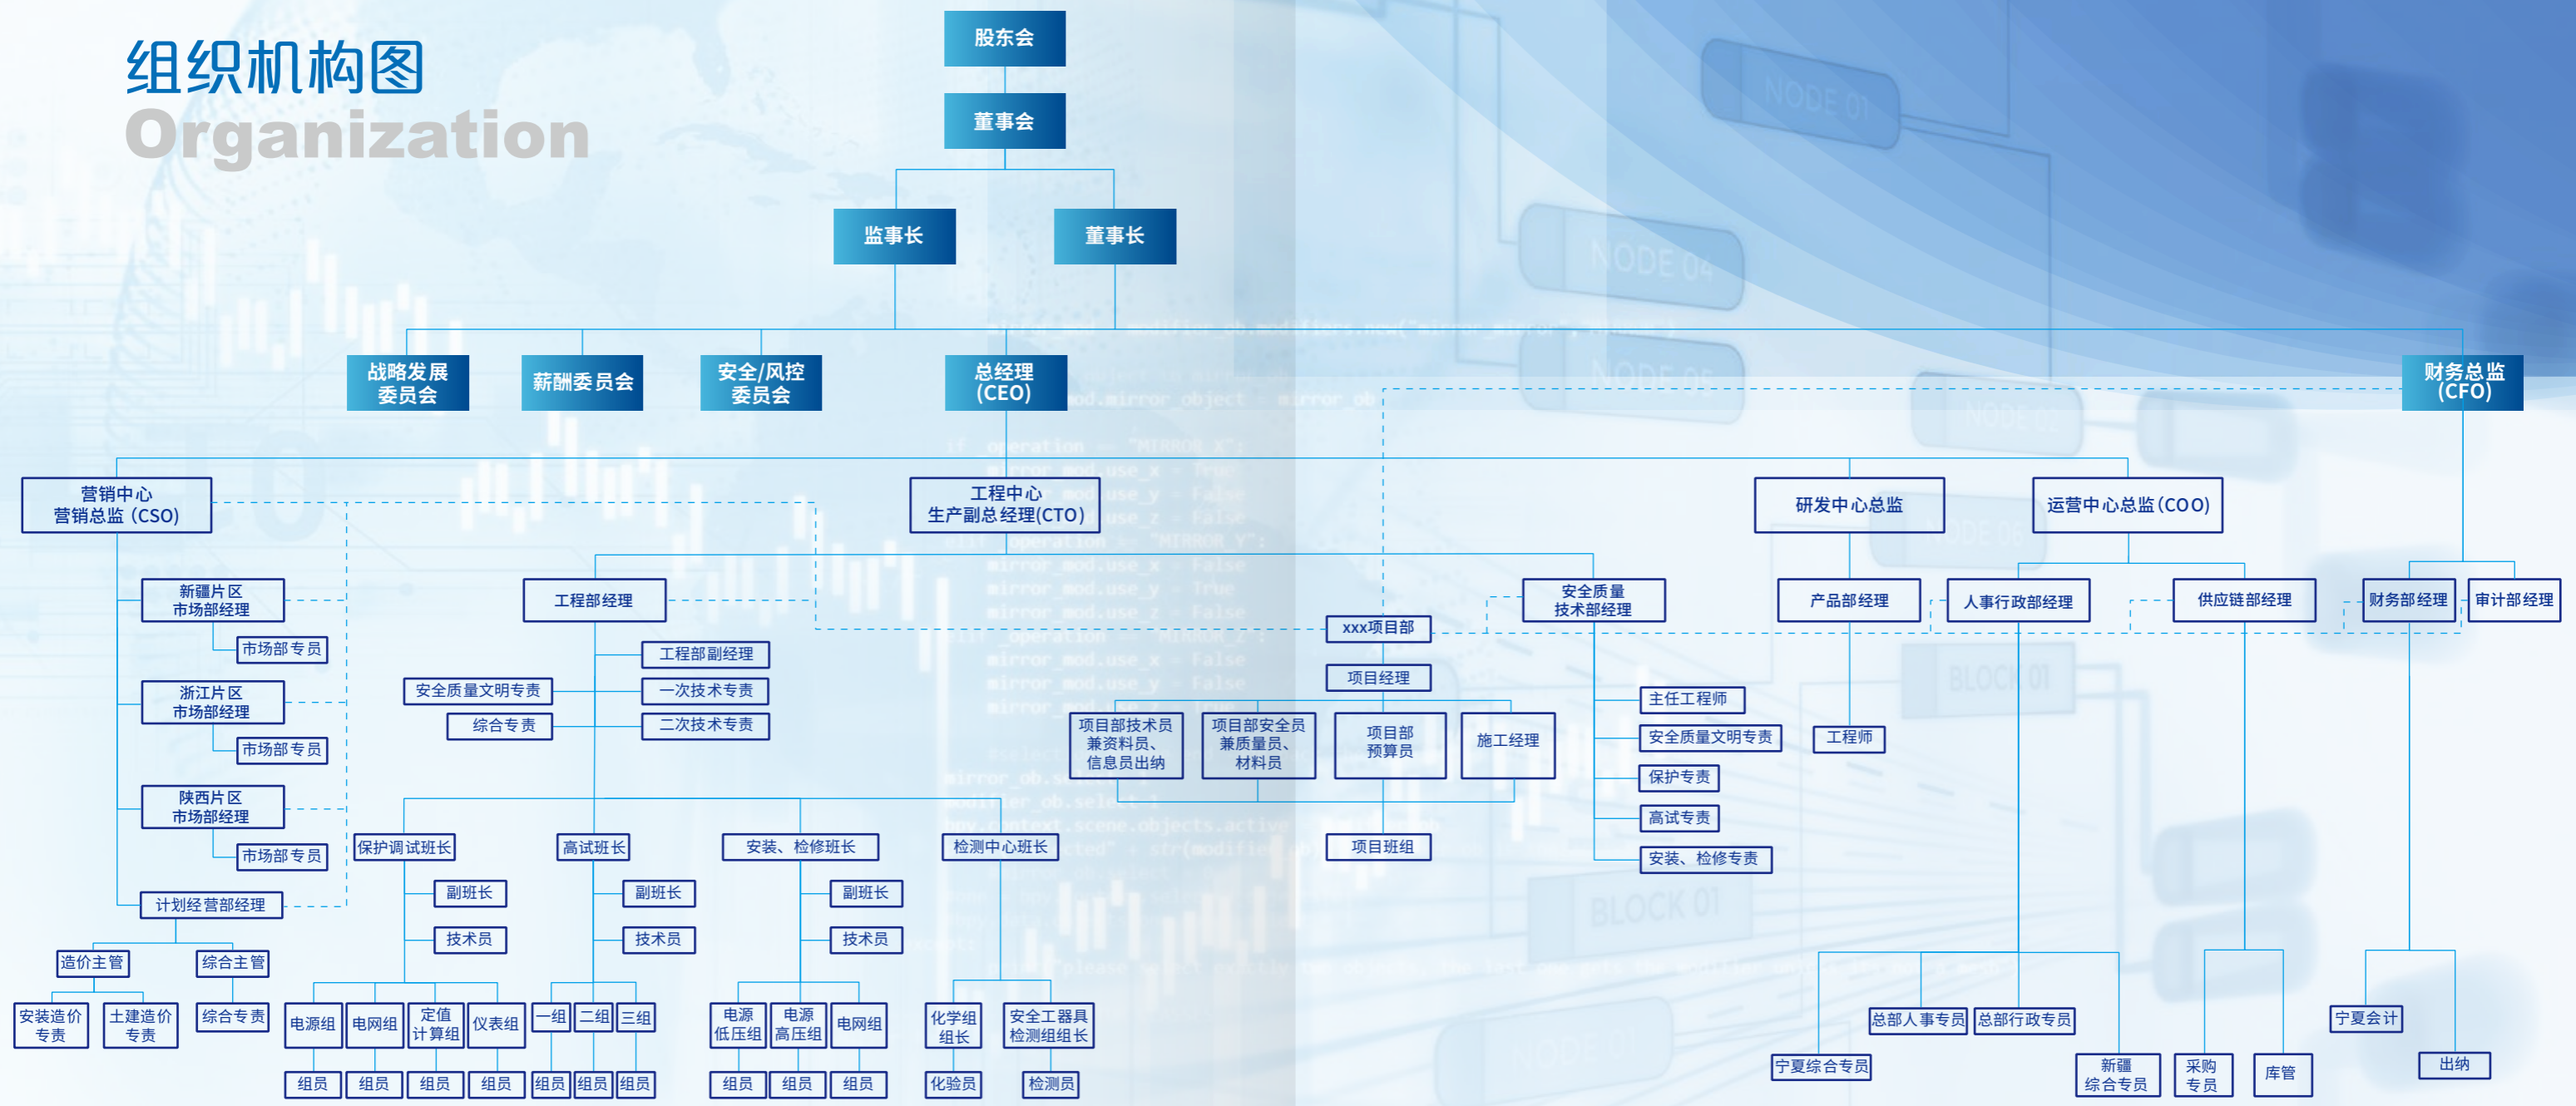 组织机构图
Organization
股东会
董事会
监事长
董事长
战略发展
委员会
薪酬委员会
安全/风控
委员会
总经理
(CEO)
财务总监
(CFO)
营销中心
营销总监（CSO)
工程中心
生产副总经理(CTO)
研发中心总监
运营中心总监(COO)
新疆片区
市场部经理
市场部专员
浙江片区
市场部经理
市场部专员
陕西片区
市场部经理
市场部专员
计划经营部经理
造价主管
综合主管
安装造价
专责
土建造价
专责
综合专责
工程部经理
工程部副经理
安全质量文明专责
一次技术专责
综合专责
二次技术专责
保护调试班长
高试班长
安装、检修班长
检测中心班长
副班长
技术员
副班长
技术员
副班长
技术员
电源组
电网组
定值
计算组
仪表组
一组
二组
三组
电源
低压组
电源
高压组
电网组
化学组
组长
安全工器具
检测组组长
组员
组员
组员
组员
组员
组员
组员
组员
组员
组员
化验员
检测员
xxx项目部
项目经理
项目部技术员
兼资料员、
信息员出纳
项目部安全员
兼质量员、
材料员
项目部
预算员
施工经理
项目班组
安全质量
技术部经理
主任工程师
安全质量文明专责
保护专责
高试专责
安装、检修专责
产品部经理
工程师
人事行政部经理
宁夏综合专员
总部人事专员
总部行政专员
新疆
综合专员
供应链部经理
采购
专员
库管
财务部经理
审计部经理
宁夏会计
出纳
NODE 01
NODE 04
NODE 05
NODE 02
NODE 06
BLOCK 01
BLOCK 01